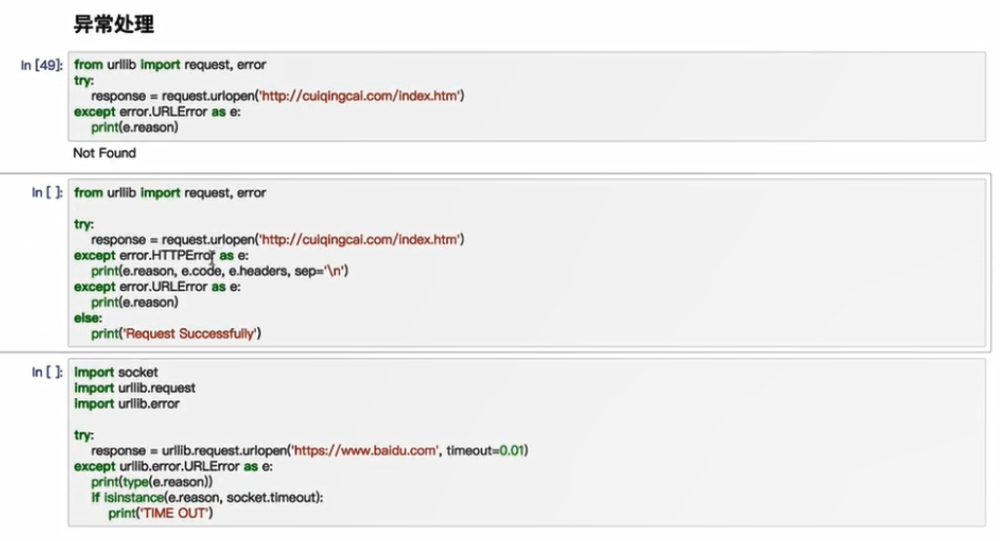 异常处理
In [49]: from urllib import request, error
try:
    response = request.urlopen('http://cuiqingcai.com/index.htm')
except error.URLError as e:
    print(e.reason)
Not Found
In [ ]: from urllib import request, error
try:
    response = request.urlopen('http://cuiqingcai.com/index.htm')
except error.HTTPError as e:
    print(e.reason, e.code, e.headers, sep='\n')
except error.URLError as e:
    print(e.reason)
else:
    print('Request Successfully')
In [ ]: import socket
import urllib.request
import urllib.error
try:
    response = urllib.request.urlopen('https://www.baidu.com', timeout=0.01)
except urllib.error.URLError as e:
    print(type(e.reason))
    if isinstance(e.reason, socket.timeout):
        print('TIME OUT')